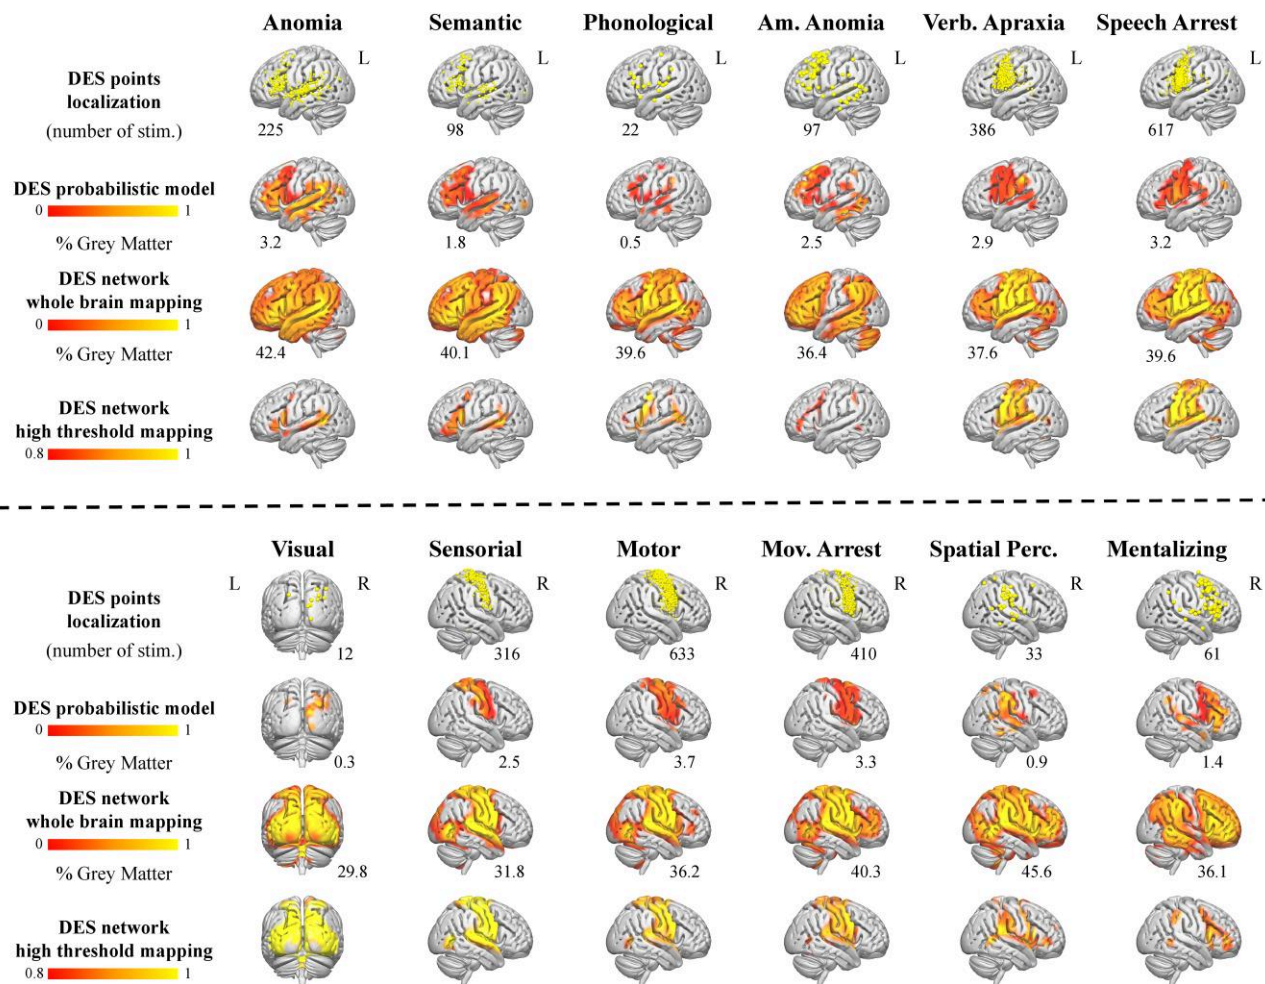 Anomia Semantic Phonological Am. Anomia Verb. Apraxia Speech Arrest
L L L L L L
DES points
localization
(number of stim.)
225 98 22 97 386 617
DES probabilistic model
0 1
% Grey Matter
3.2 1.8 0.5 2.5 2.9 3.2
DES network
whole brain mapping
0 1
% Grey Matter
42.4 40.1 39.6 36.4 37.6 39.6
DES network
high threshold mapping
0.8 1
Visual Sensorial Motor Mov. Arrest Spatial Perc. Mentalizing
L R R R R R R
DES points
localization
(number of stim.)
12 316 633 410 33 61
DES probabilistic model
0 1
% Grey Matter
0.3 2.5 3.7 3.3 0.9 1.4
DES network
whole brain mapping
0 1
% Grey Matter
29.8 31.8 36.2 40.3 45.6 36.1
DES network
high threshold mapping
0.8 1